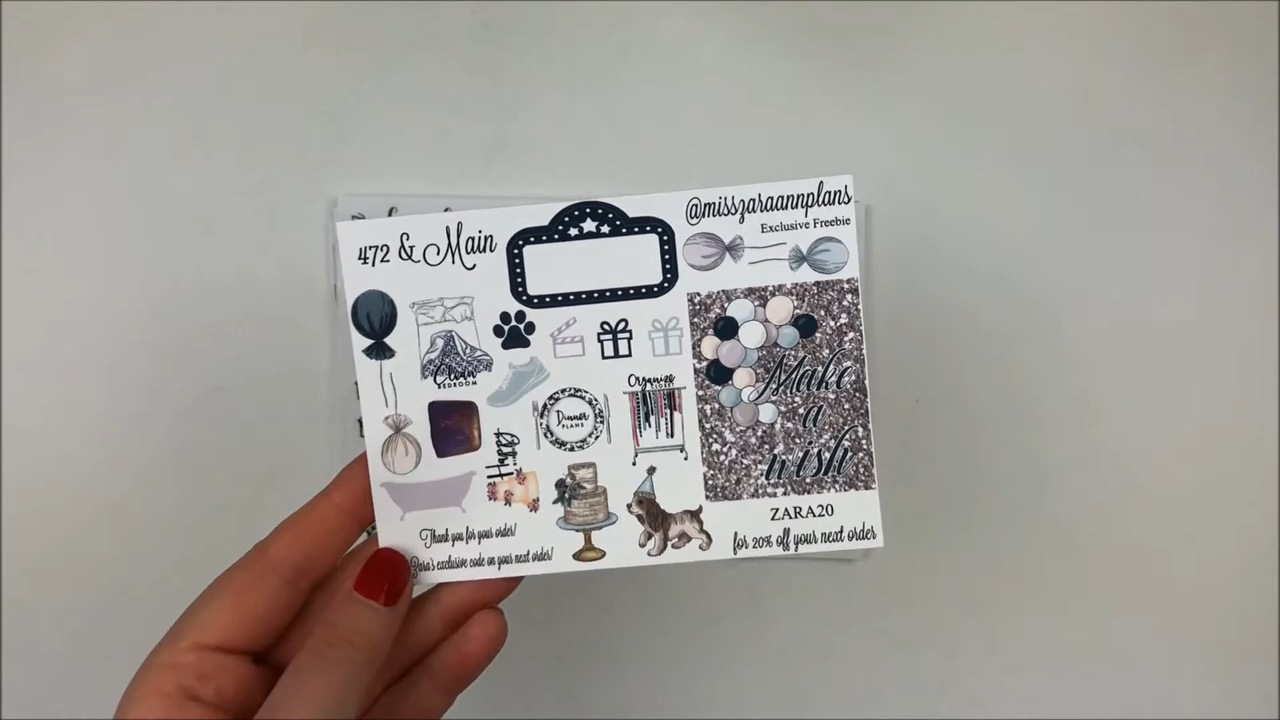 472 & Main
@misszaraannplans
Exclusive Freebie
Clean
BEDROOM
Organize
CLOSET
Dinner
PLANS
Happy
Make
a
wish
Thank you for your order!
Zara's exclusive code on your next order!
ZARA20
for 20% off your next order